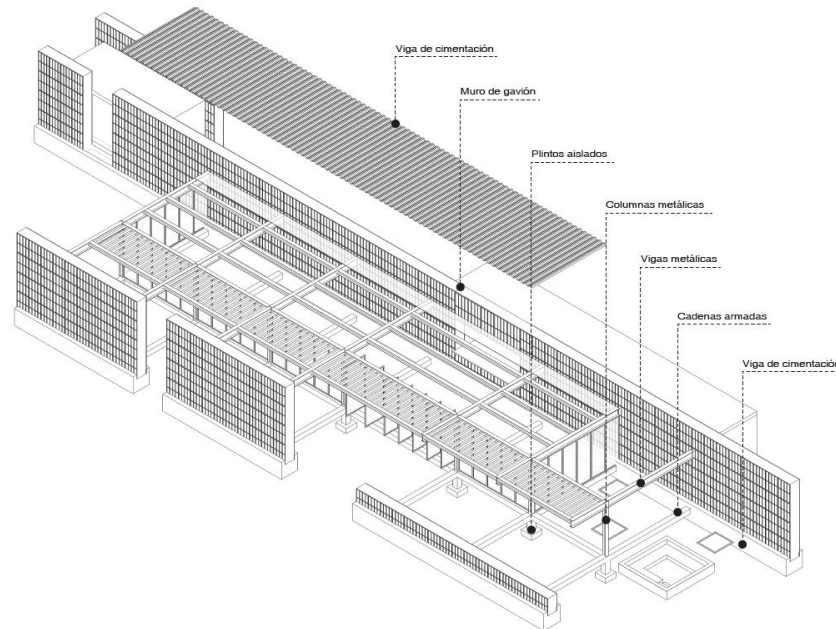 Viga de cimentación
Muro de gavión
Plintos aislados
Columnas metálicas
Vigas metálicas
Cadenas armadas
Viga de cimentación